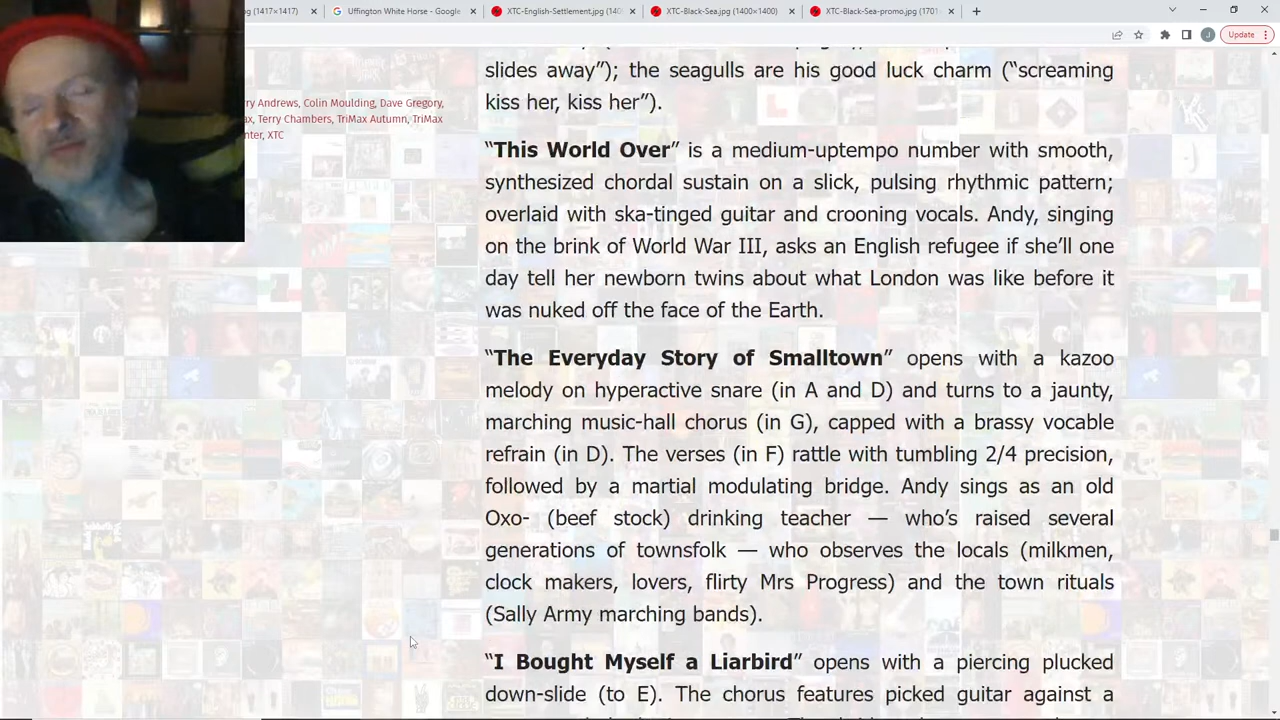 pg (1417×1417)
Uffington White Horse - Google
XTC-English-Settlement.jpg (140
XTC-Black-Sea.jpg (1400×1400)
XTC-Black-Sea-promo.jpg (1701
J
Update
slides away”); the seagulls are his good luck charm (“screaming
kiss her, kiss her”).
ry Andrews, Colin Moulding, Dave Gregory,
ax, Terry Chambers, TriMax Autumn, TriMax
nter, XTC
“This World Over” is a medium-uptempo number with smooth,
synthesized chordal sustain on a slick, pulsing rhythmic pattern;
overlaid with ska-tinged guitar and crooning vocals. Andy, singing
on the brink of World War III, asks an English refugee if she’ll one
day tell her newborn twins about what London was like before it
was nuked off the face of the Earth.
“The Everyday Story of Smalltown” opens with a kazoo
melody on hyperactive snare (in A and D) and turns to a jaunty,
marching music-hall chorus (in G), capped with a brassy vocable
refrain (in D). The verses (in F) rattle with tumbling 2/4 precision,
followed by a martial modulating bridge. Andy sings as an old
Oxo- (beef stock) drinking teacher — who’s raised several
generations of townsfolk — who observes the locals (milkmen,
clock makers, lovers, flirty Mrs Progress) and the town rituals
(Sally Army marching bands).
“I Bought Myself a Liarbird” opens with a piercing plucked
down-slide (to E). The chorus features picked guitar against a